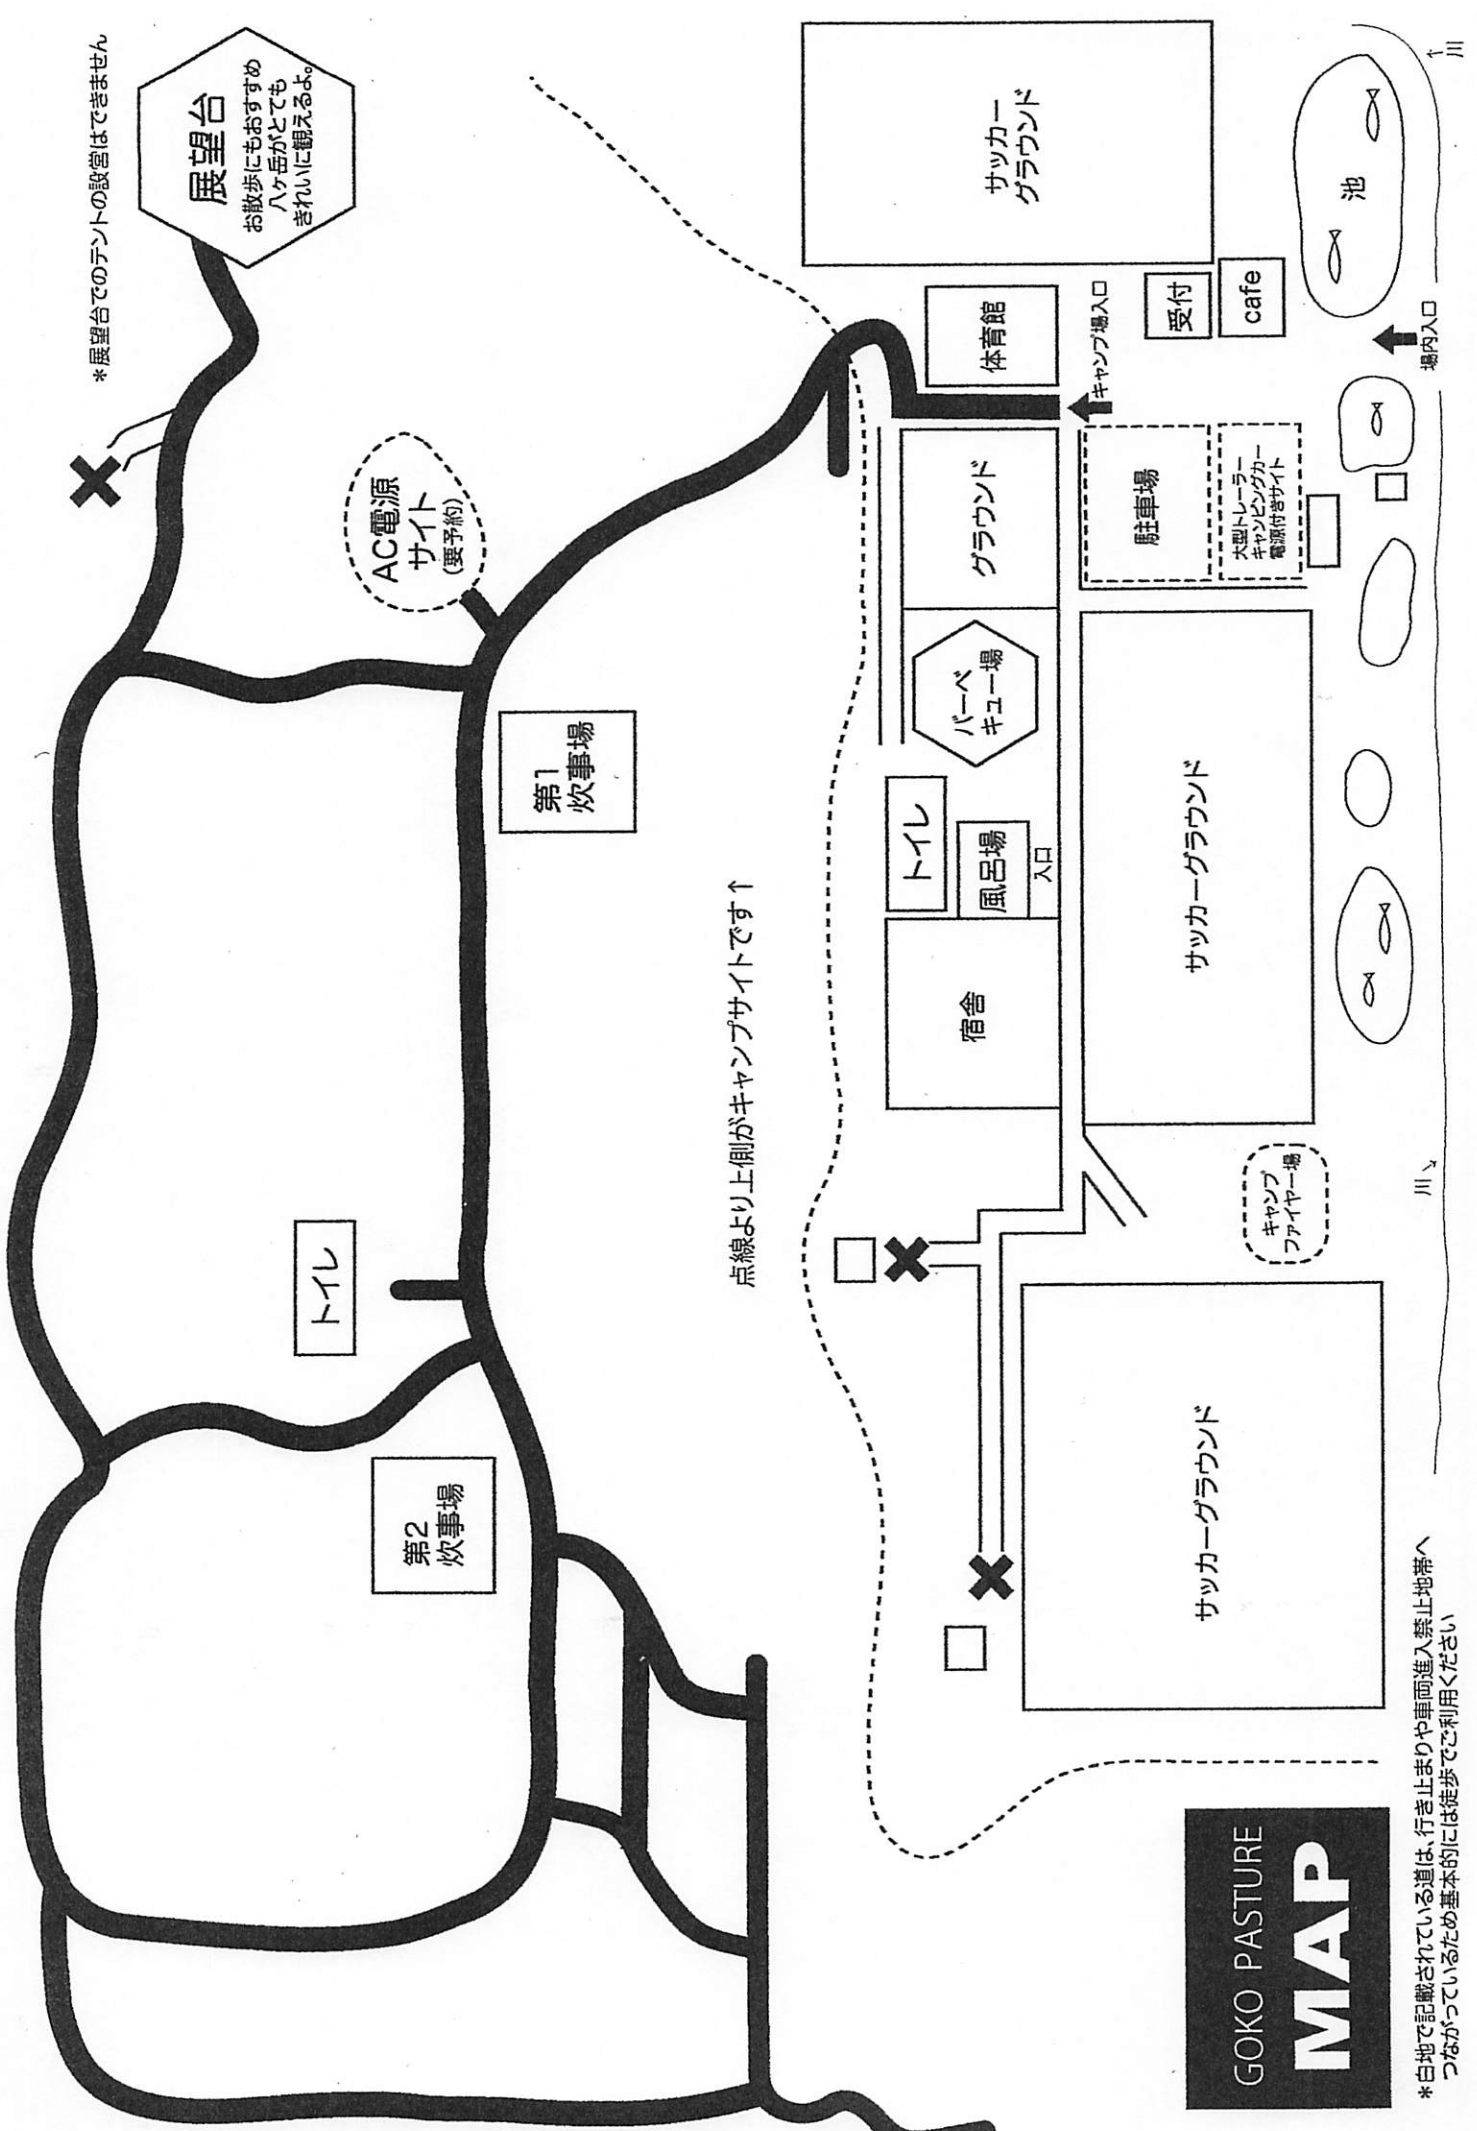 *展望台でのテントの設営はできません
展望台
お散歩にもおすすめ
八ヶ岳がとても
きれいに観えるよ。
AC電源
サイト
(要予約)
第1
炊事場
トイレ
第2
炊事場
点線より上側がキャンプサイトです↑
サッカー
グラウンド
体育館
キャンプ場入口
受付
cafe
池
↑
川
場内入口
グラウンド
駐車場
大型トレーラー
キャンピングカー
電源付きサイト
バーベ
キュー場
トイレ
風呂場
入口
宿舎
サッカーグラウンド
キャンプ
ファイヤー場
川↘
サッカーグラウンド
GOKO PASTURE
MAP
*白地で記載されている道は、行き止まりや車両進入禁止地帯へ
つながっているため基本的には徒歩でご利用ください